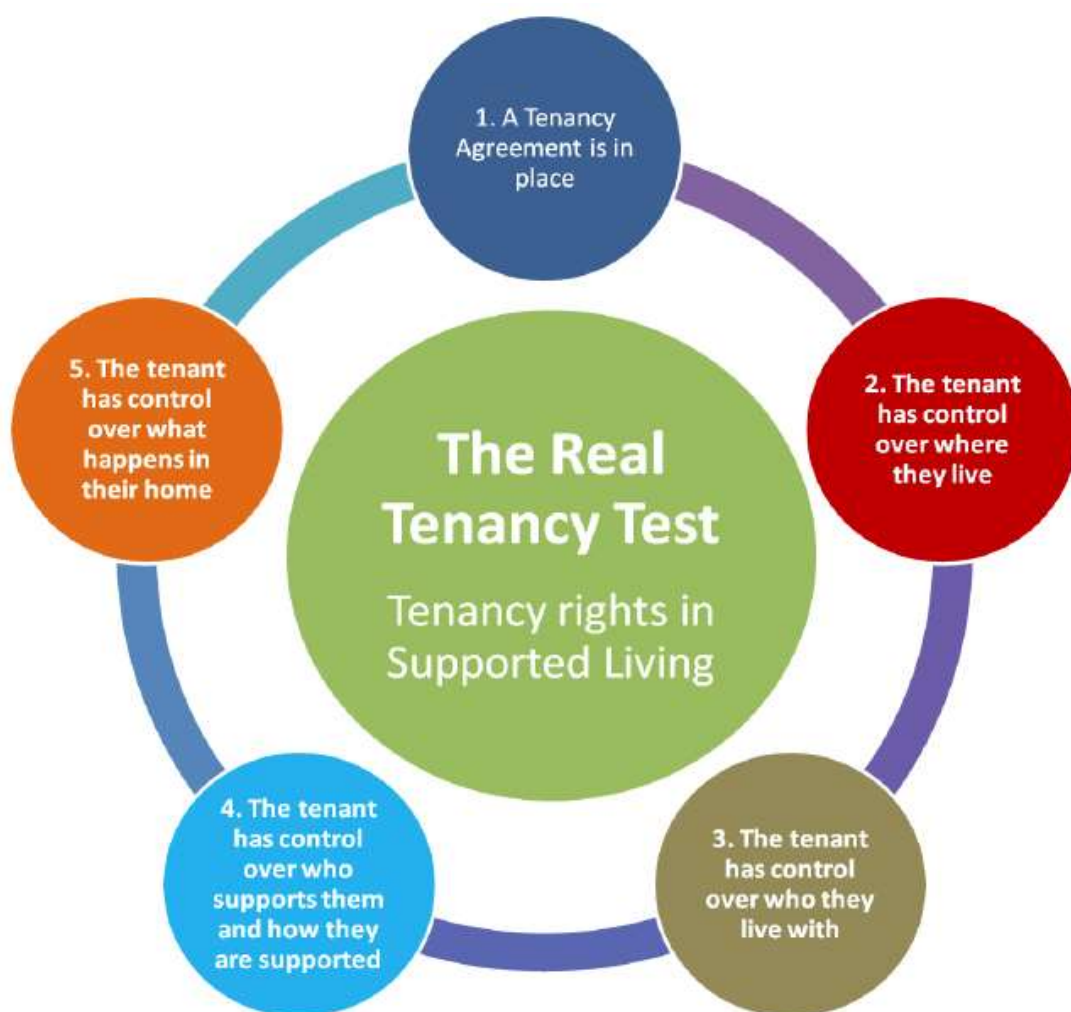 1. A Tenancy
Agreement is in
place
2. The tenant
has control
over where
they live
3. The tenant
has control
over who they
live with
4. The tenant
has control
over who
supports them
and how they
are supported
5. The tenant
has control
over what
happens in
their home
The Real
Tenancy Test
Tenancy rights in
Supported Living